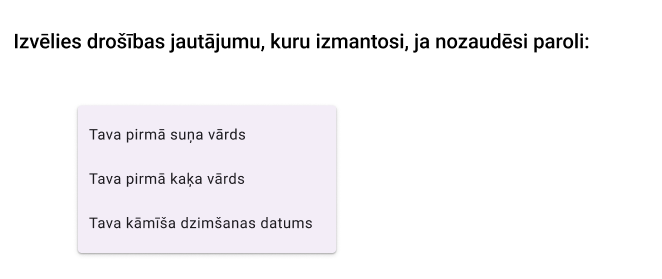 Izvēlies drošības jautājumu, kuru izmantosi, ja nozaudēsi paroli:
Tava pirmā suņa vārds
Tava pirmā kaķa vārds
Tava kāmīša dzimšanas datums